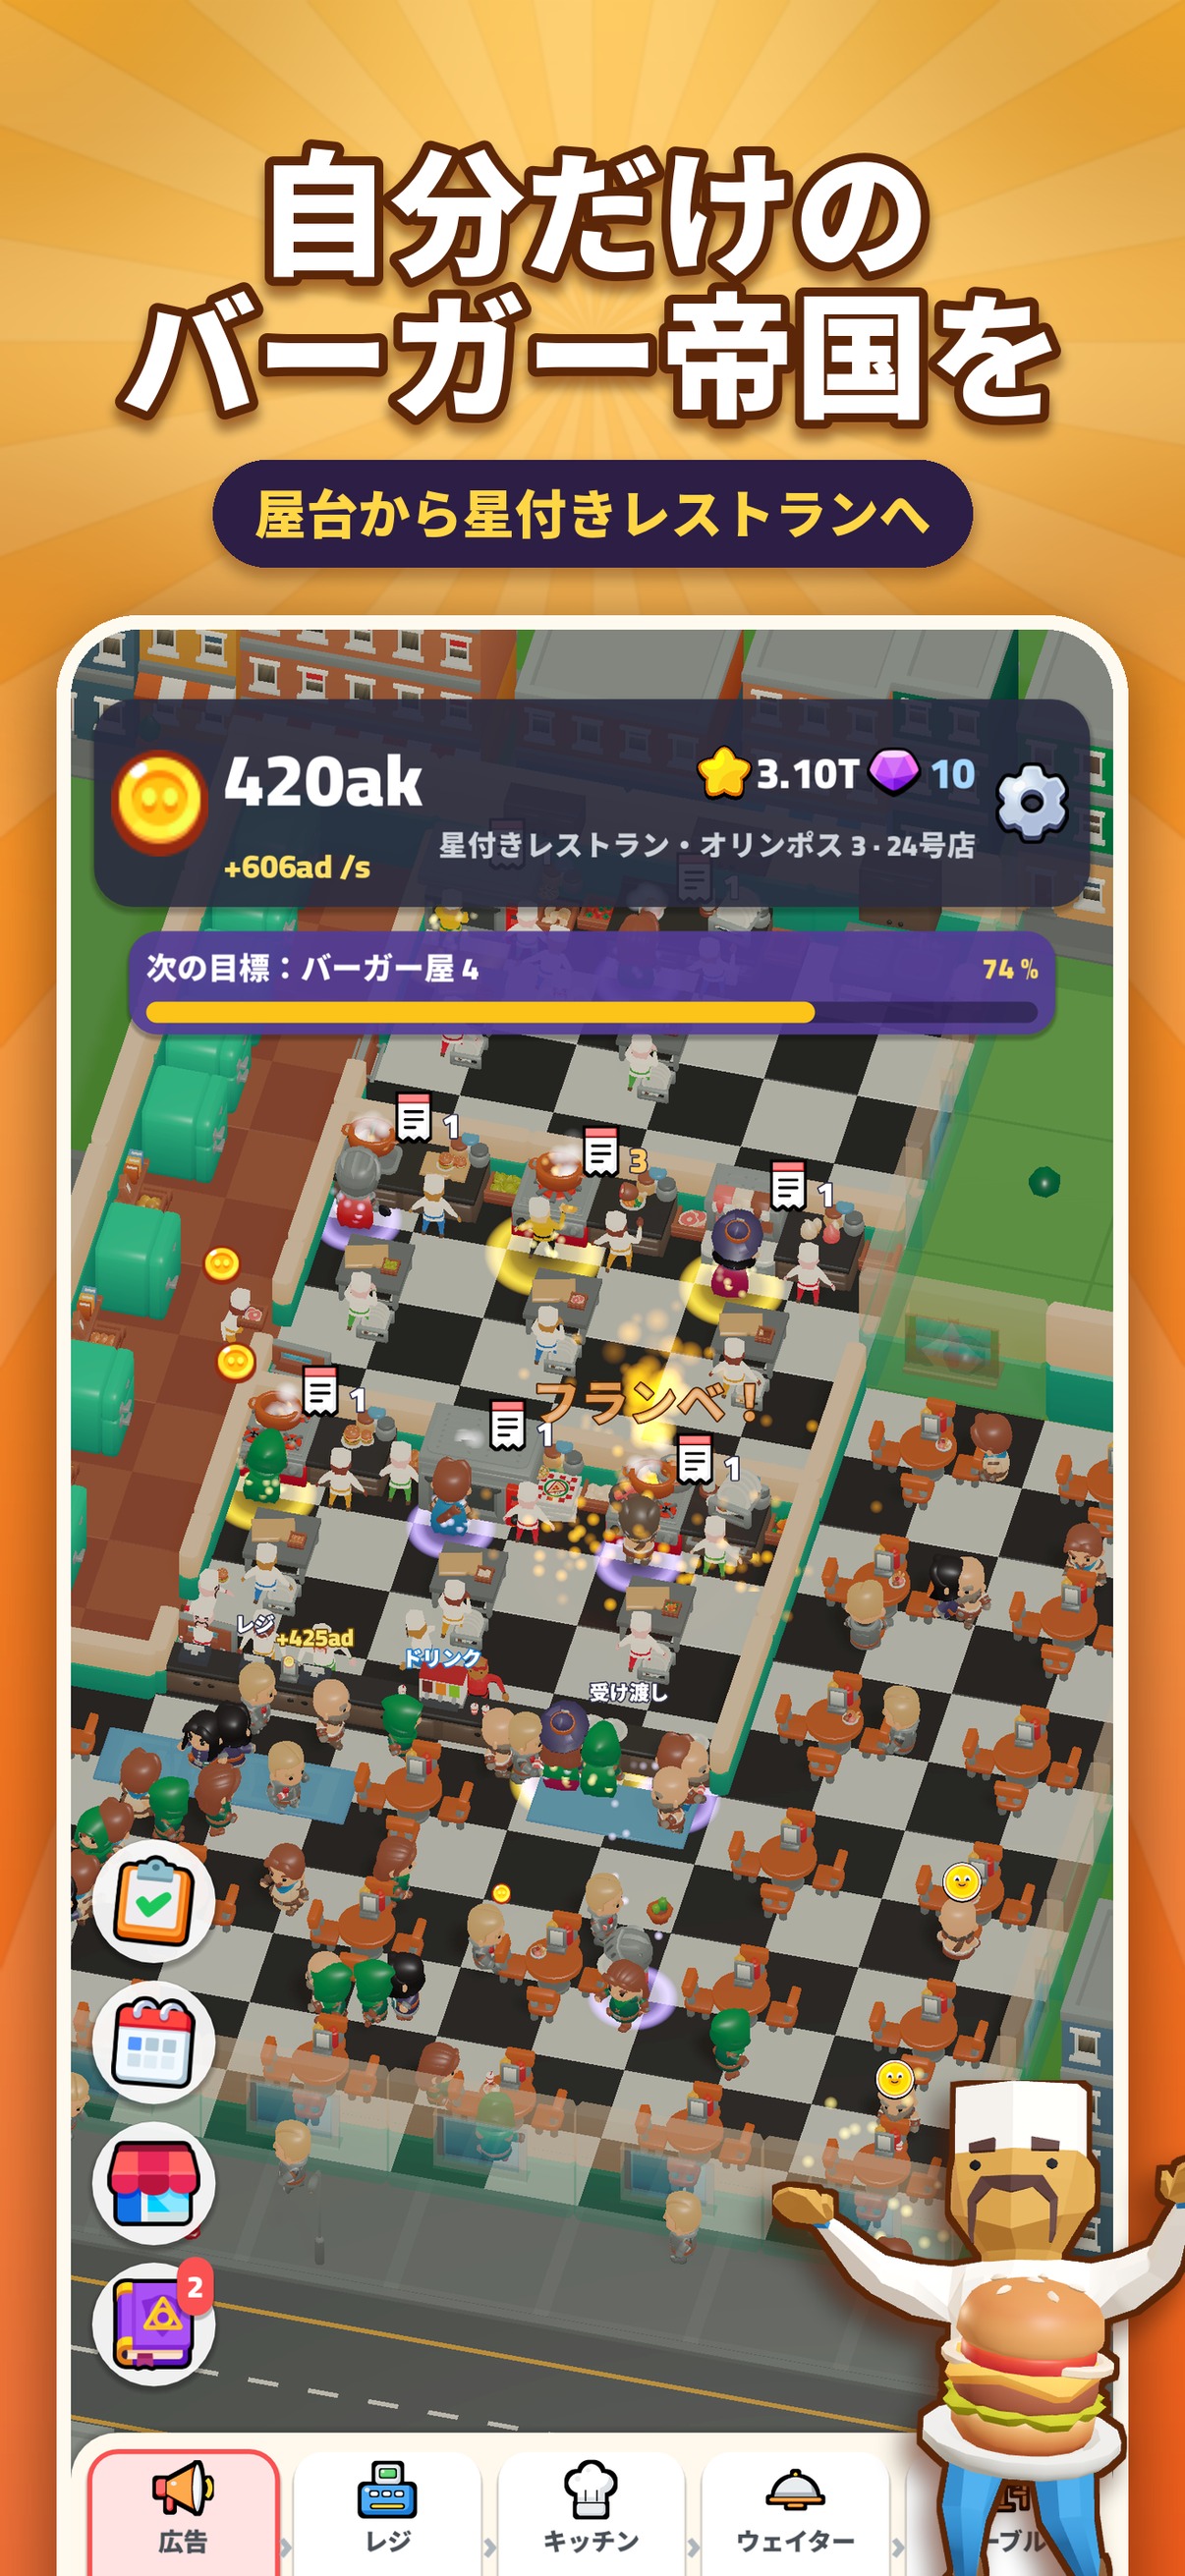 自分だけの
バーガー帝国を
屋台から星付きレストランへ
420ak
3.10T
10
+606ad /s
星付きレストラン・オリンポス 3 · 24号店
1
次の目標：バーガー屋 4
74 %
1
3
1
1
フランベ！
1
1
レジ
+425ad
ドリンク
受け渡し
2
広告
レジ
キッチン
ウェイター
ーブル